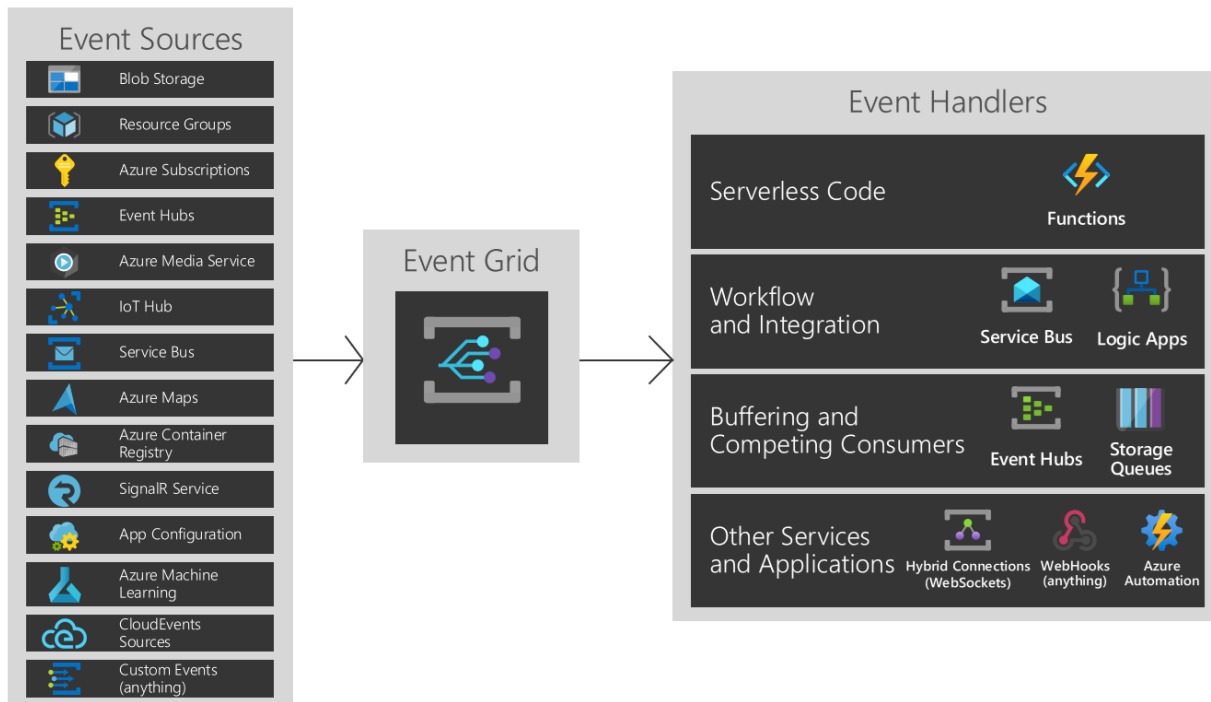 Event Sources
Blob Storage
Resource Groups
Azure Subscriptions
Event Hubs
Azure Media Service
IoT Hub
Service Bus
Azure Maps
Azure Container
Registry
SignalR Service
App Configuration
Azure Machine
Learning
CloudEvents
Sources
Custom Events
(anything)
Event Grid
Event Handlers
Serverless Code
Functions
Workflow
and Integration
Service Bus
Logic Apps
Buffering and
Competing Consumers
Event Hubs
Storage
Queues
Other Services
and Applications
Hybrid Connections
(WebSockets)
WebHooks
(anything)
Azure
Automation